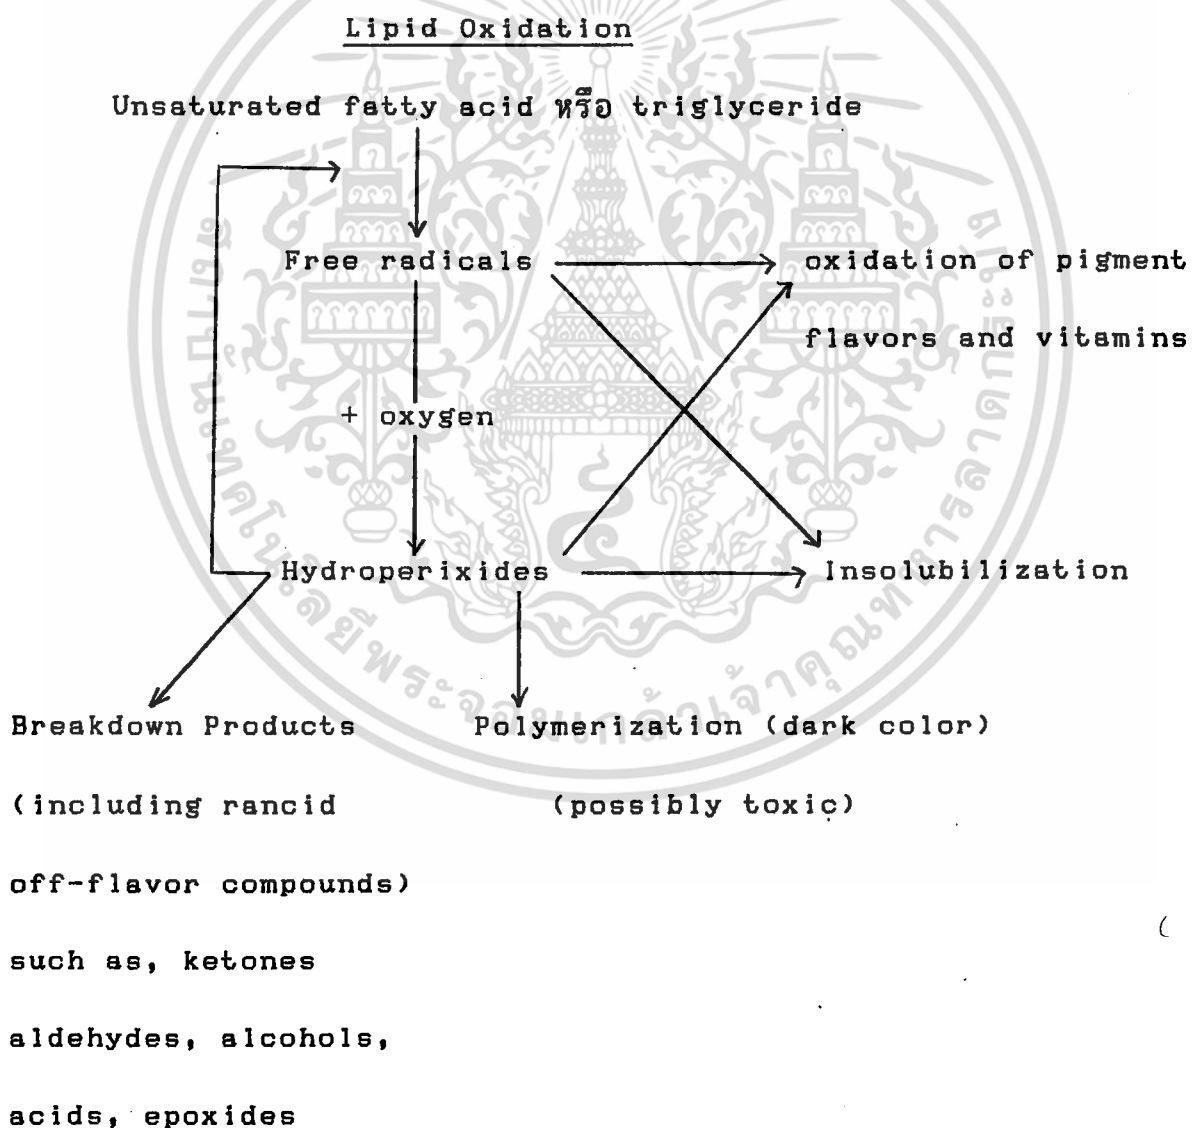 Lipid Oxidation
Unsaturated fatty acid หรือ triglyceride
Free radicals
oxidation of pigment
flavors and vitamins
+ oxygen
Hydroperixides
Insolubilization
Breakdown Products
Polymerization (dark color)
(including rancid
(possibly toxic)
off-flavor compounds)
such as, ketones
aldehydes, alcohols,
acids, epoxides